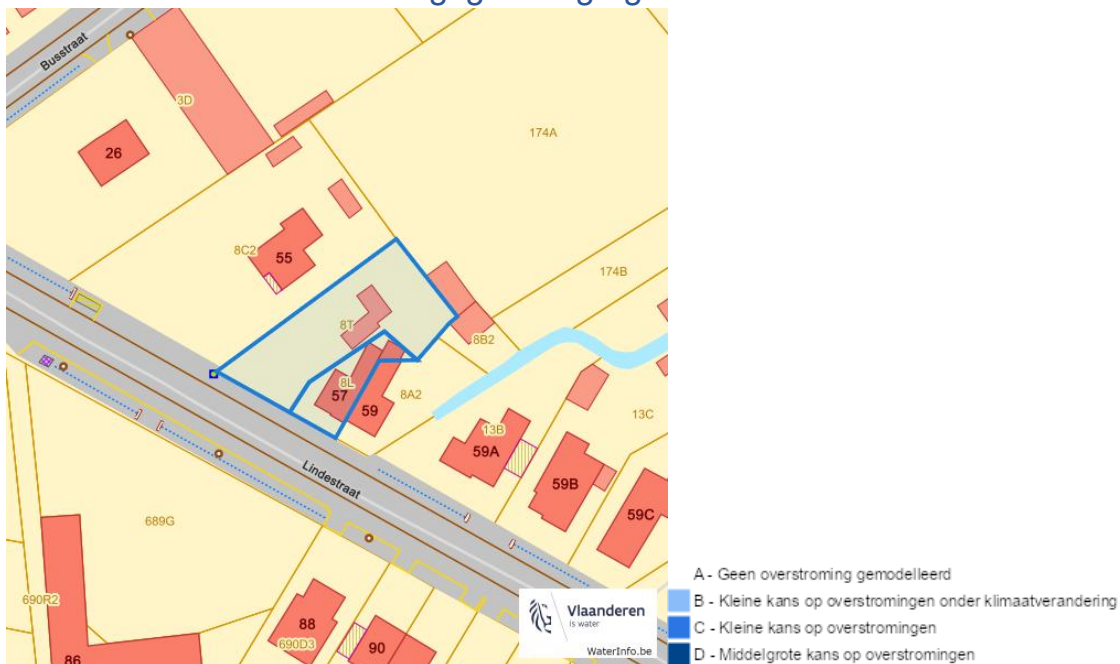 Busstraat
3D
26
174A
8C2
55
174B
8T
8B2
8L
57
59
8A2
13C
13B
59A
59B
59C
Lindestraat
689G
690R2
88
690D3
90
86
Vlaanderen
is water
WaterInfo.be
A - Geen overstroming gemodelleerd
B - Kleine kans op overstromingen onder klimaatverandering
C - Kleine kans op overstromingen
D - Middelgrote kans op overstromingen